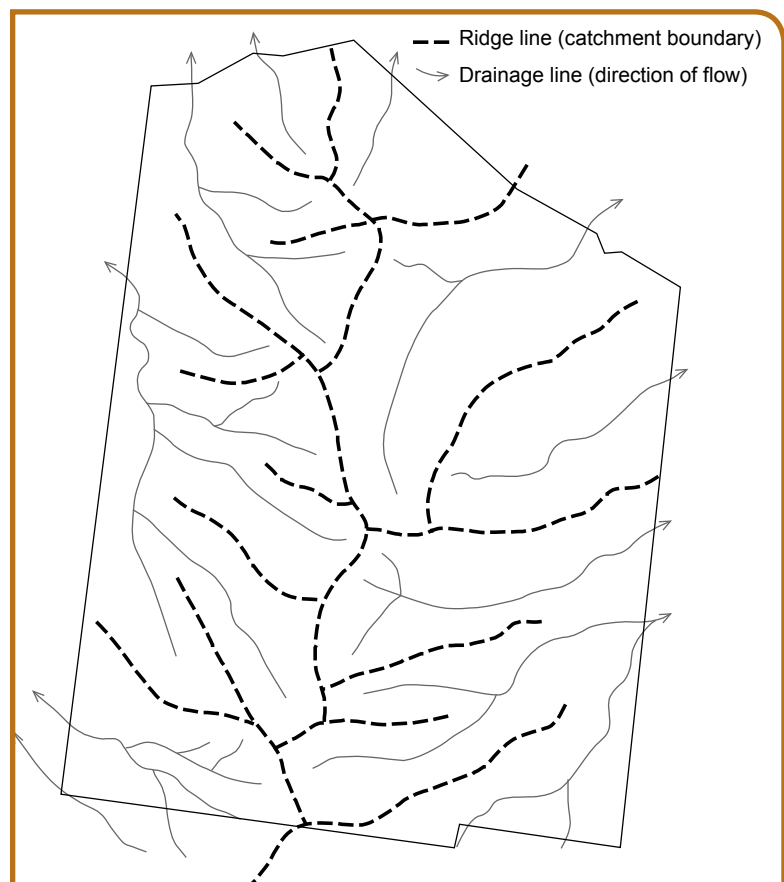 Ridge line (catchment boundary)
Drainage line (direction of flow)